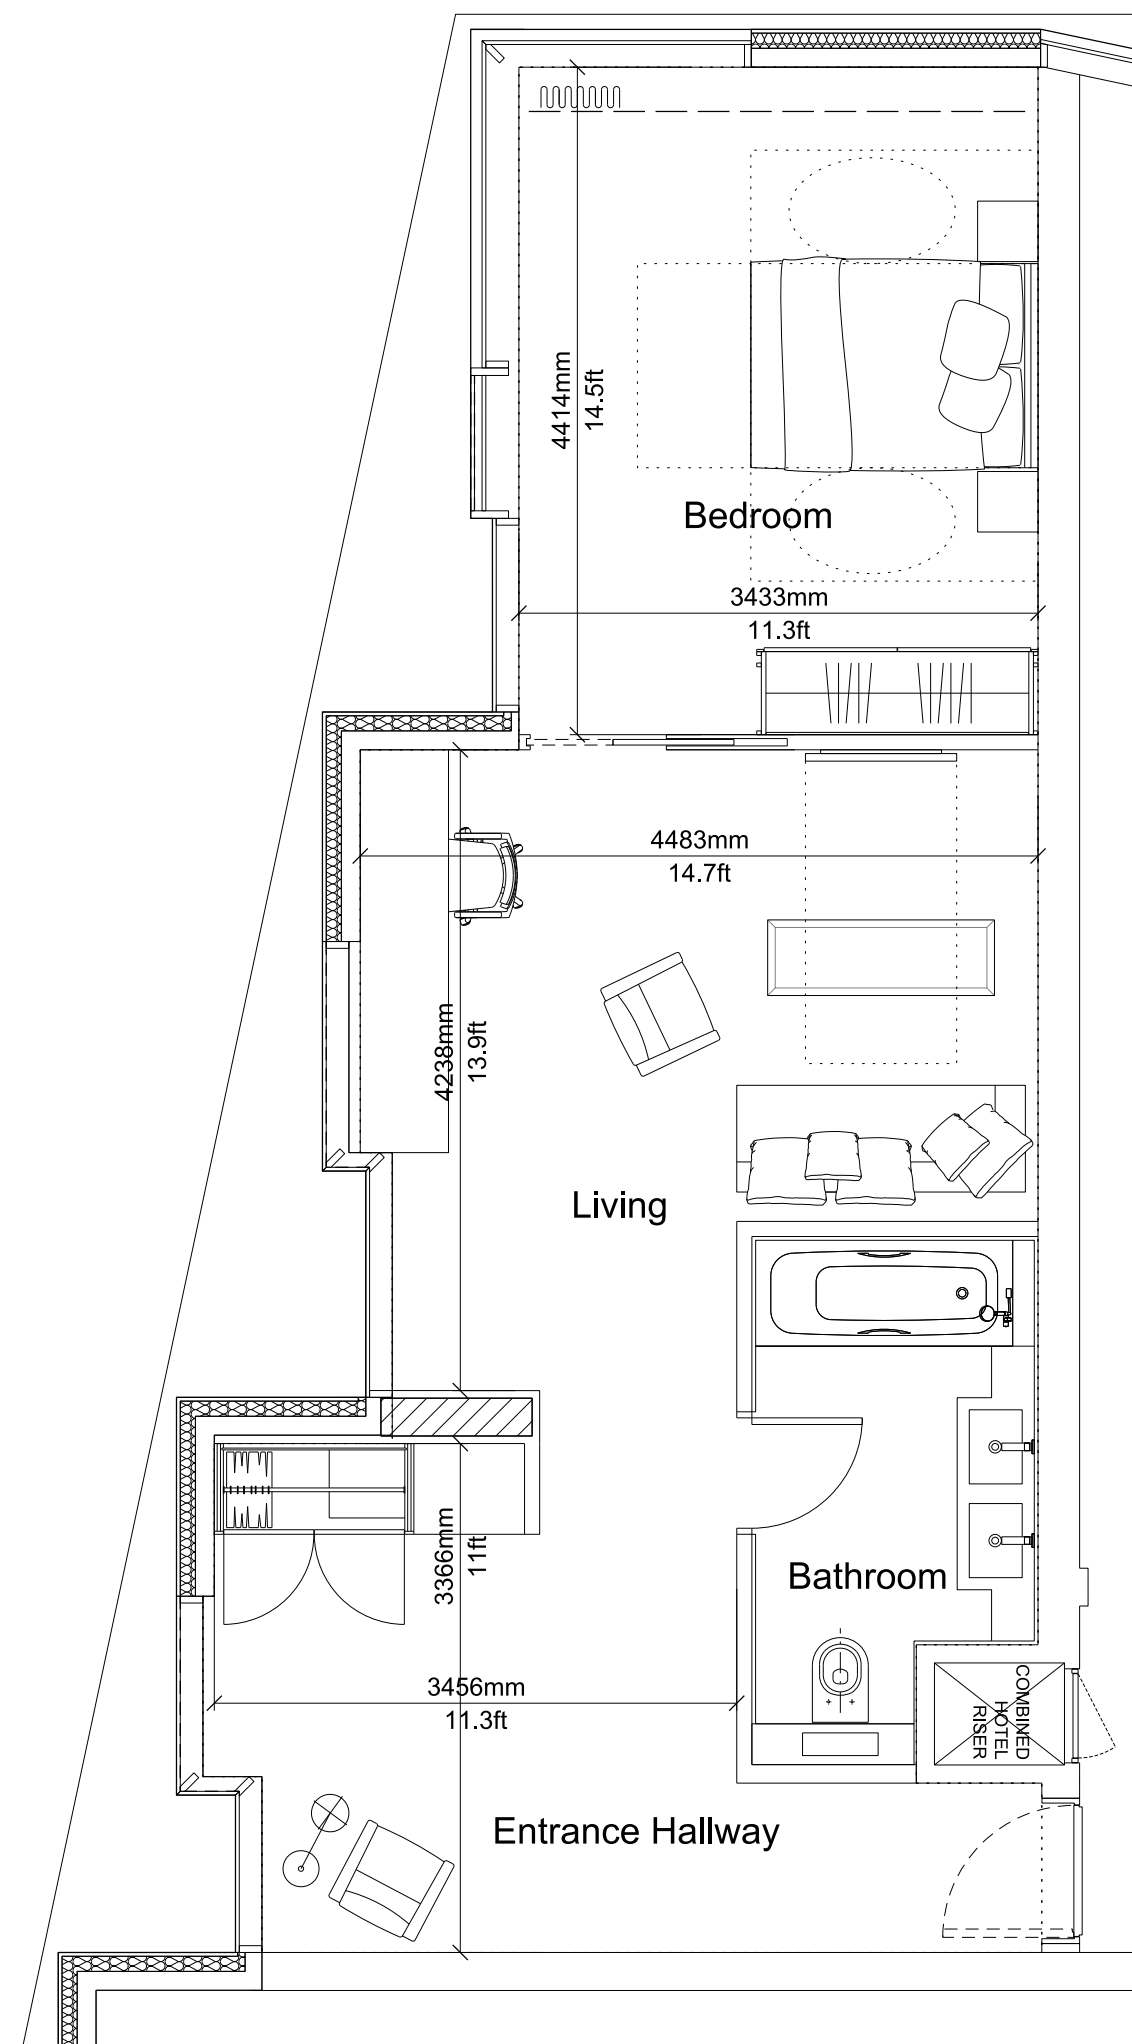 4414mm
14.5ft
Bedroom
3433mm
11.3ft
4483mm
14.7ft
4238mm
13.9ft
Living
3366mm
11ft
Bathroom
3456mm
11.3ft
COMBINED
HOTEL
RISER
Entrance Hallway